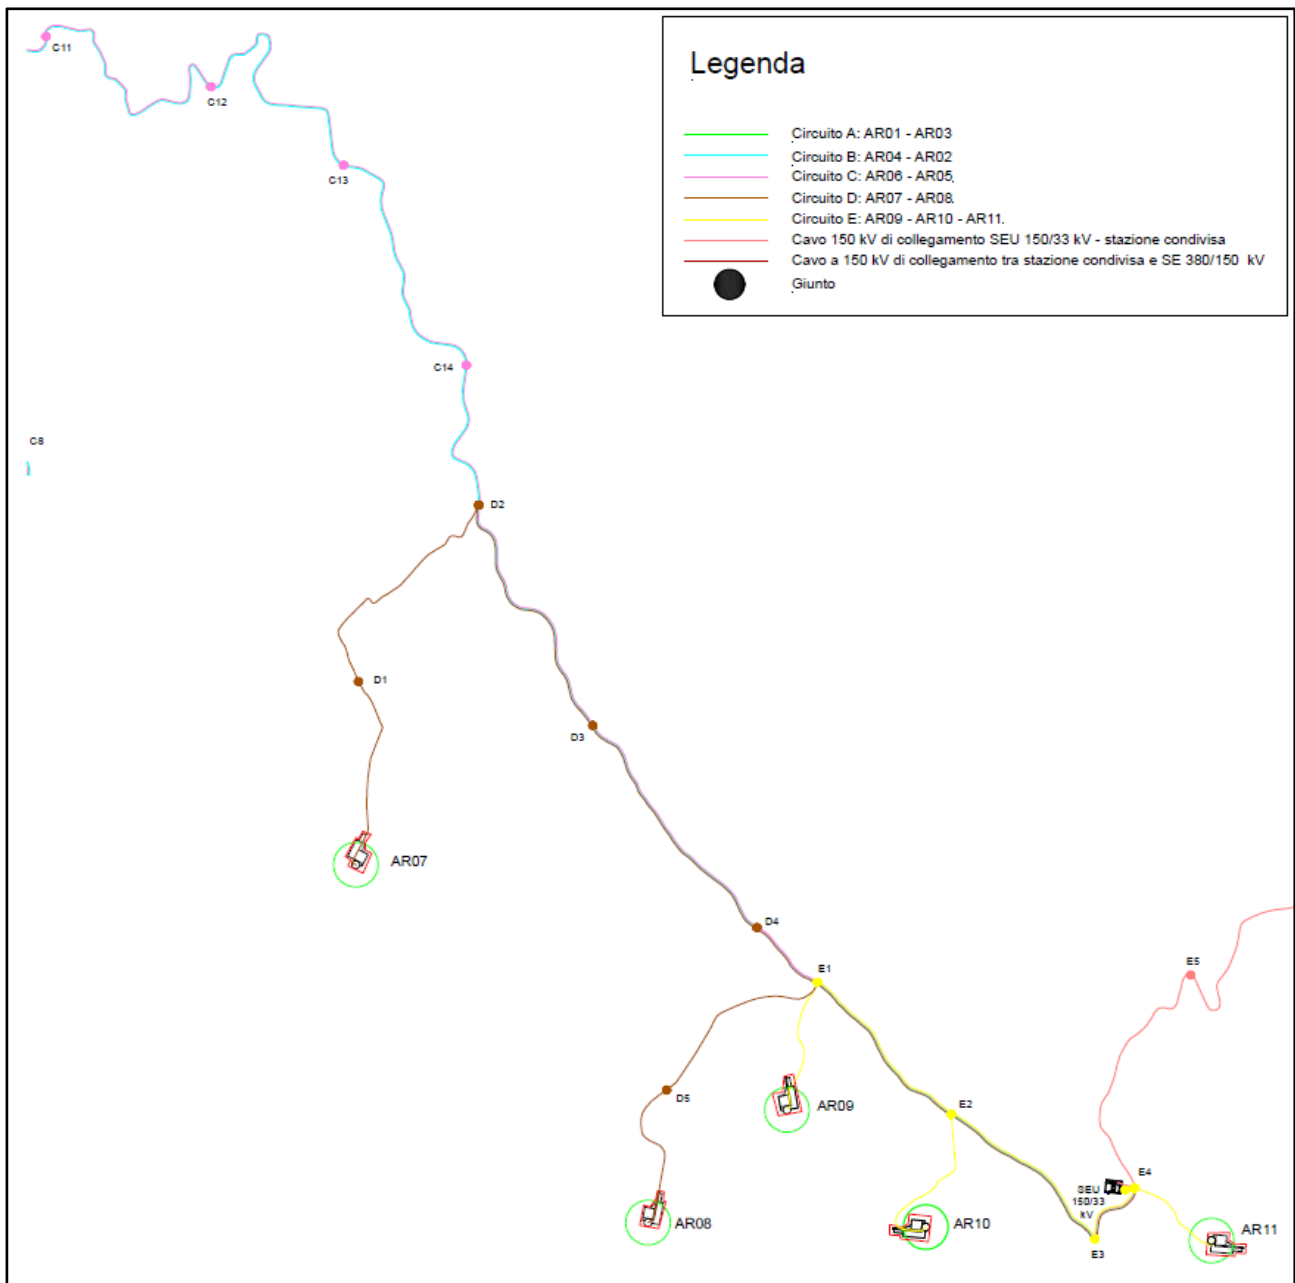 Legenda
Circuito A: AR01 - AR03
Circuito B: AR04 - AR02
Circuito C: AR06 - AR05.
Circuito D: AR07 - AR08.
Circuito E: AR09 - AR10 - AR11.
Cavo 150 kV di collegamento SEU 150/33 kV - stazione condivisa
Cavo a 150 kV di collegamento tra stazione condivisa e SE 380/150 kV
Giunto
C11
C12
C13
C14
C8
D2
D1
D3
AR07
D4
E1
E5
D5
AR09
E2
E4
SEU
150/33
kV
AR08
AR10
AR11
E3